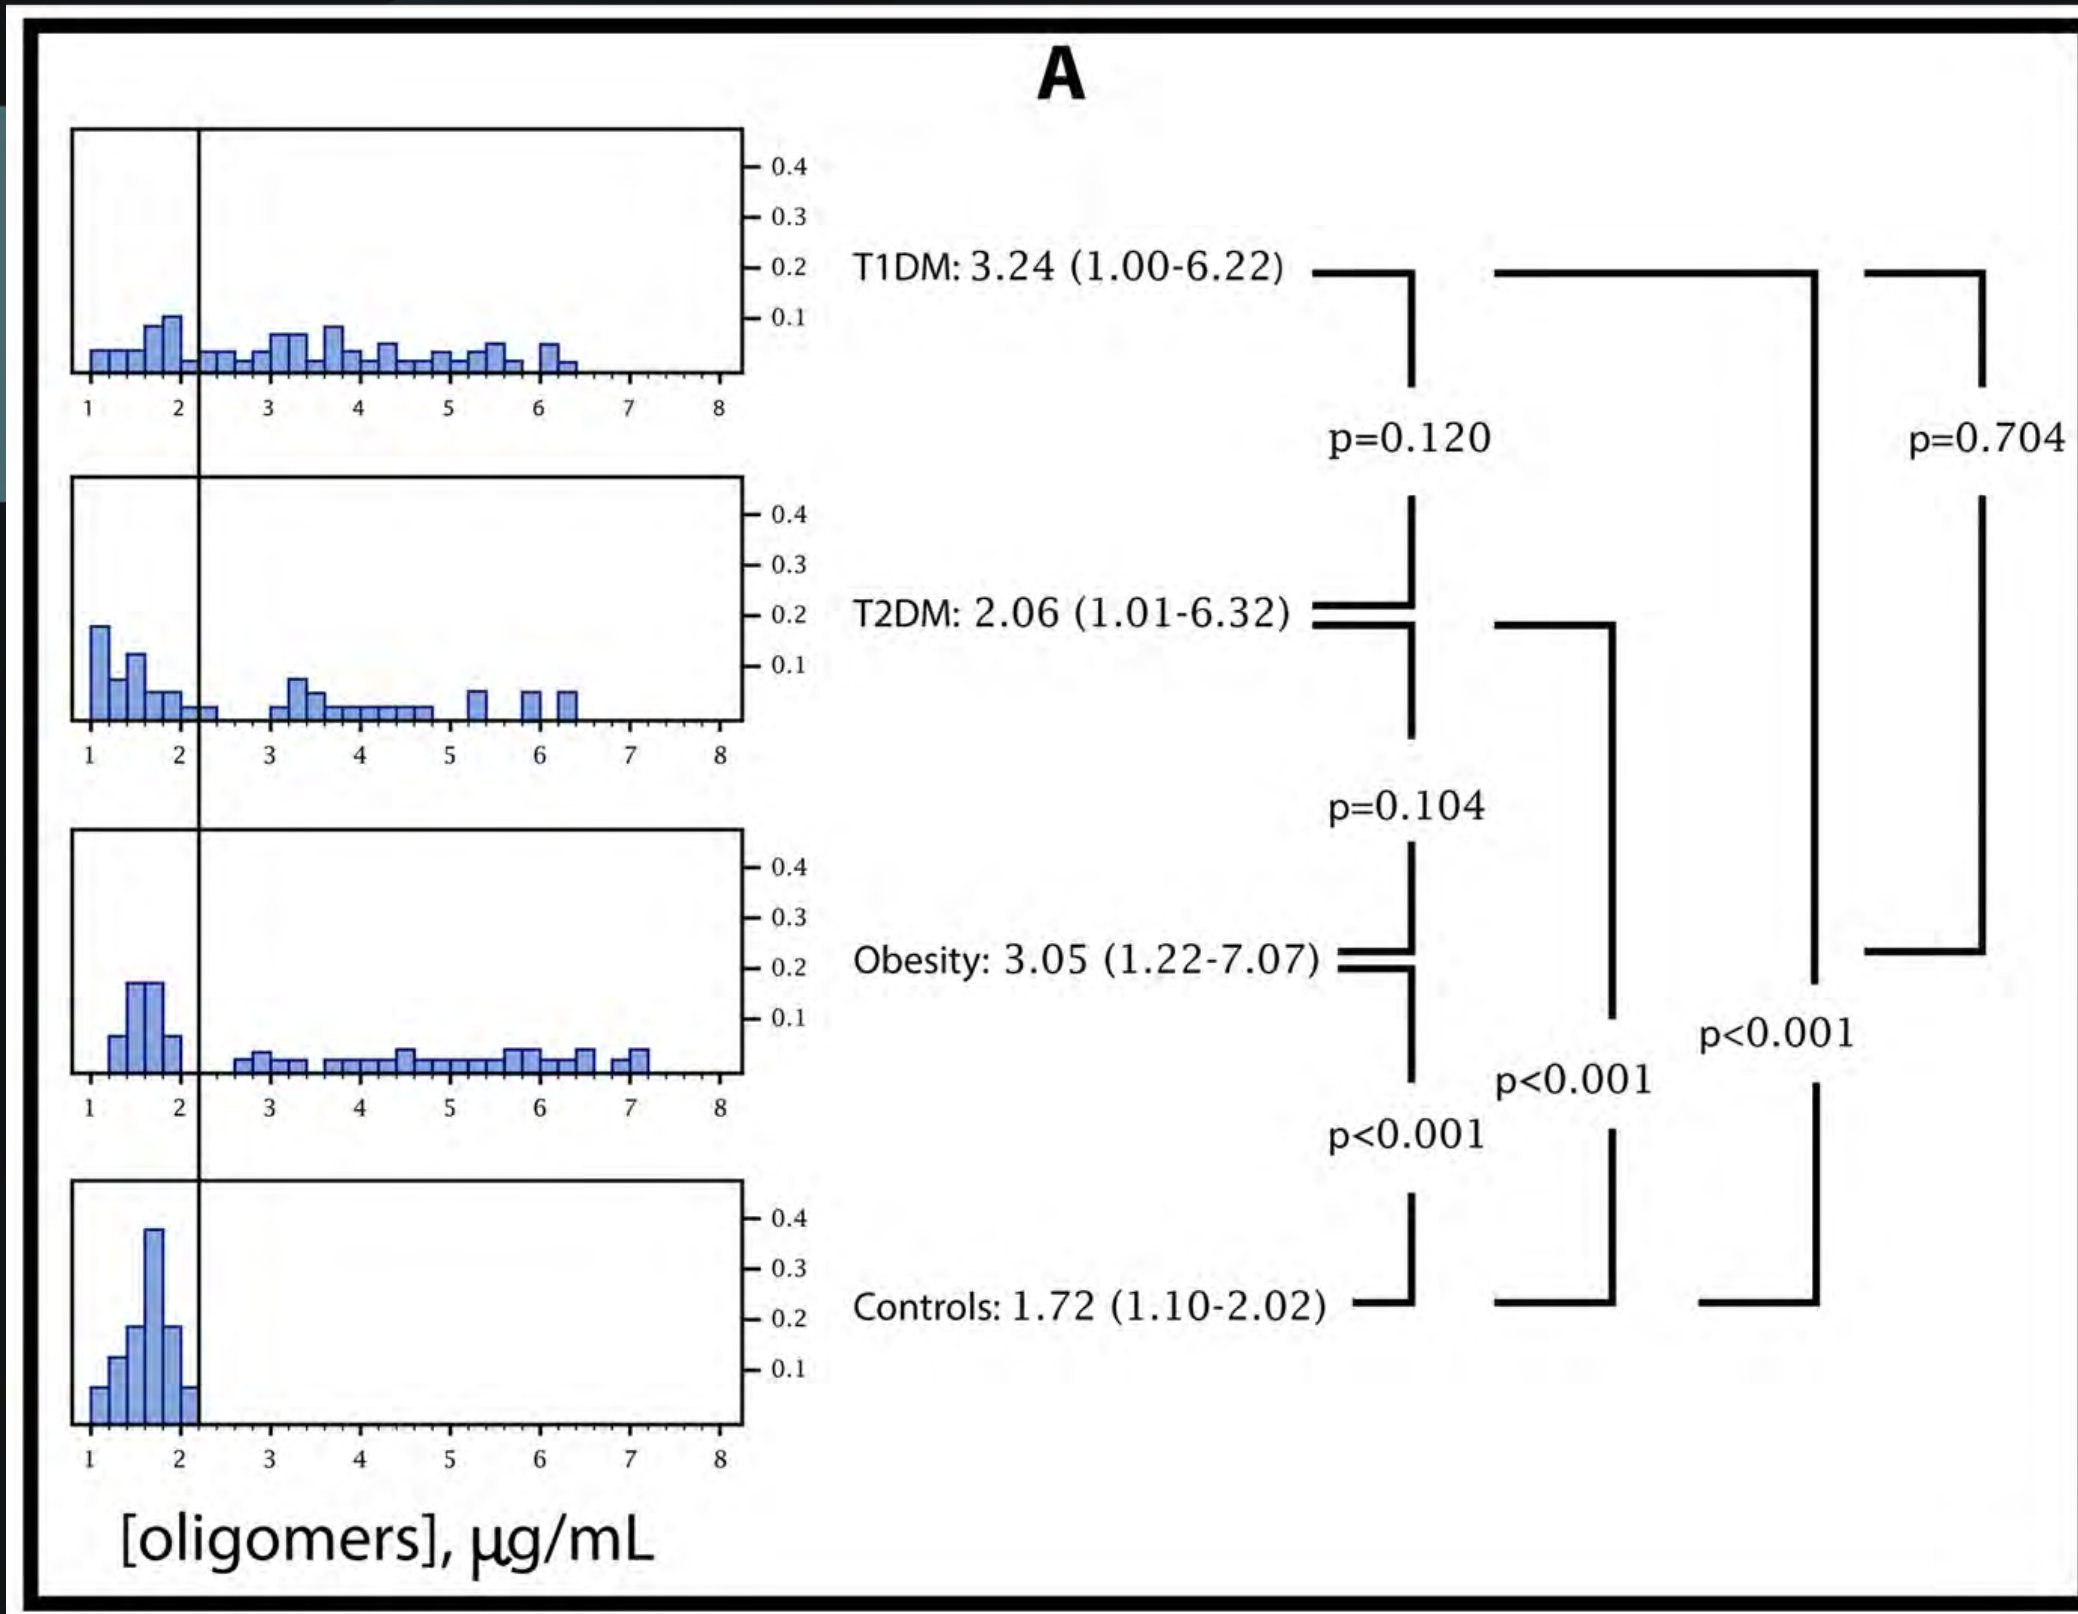 A
0.4
0.3
0.2
0.1
1 2 3 4 5 6 7 8
T1DM: 3.24 (1.00-6.22)
p=0.120
p=0.704
0.4
0.3
0.2
0.1
1 2 3 4 5 6 7 8
T2DM: 2.06 (1.01-6.32)
p=0.104
0.4
0.3
0.2
0.1
1 2 3 4 5 6 7 8
Obesity: 3.05 (1.22-7.07)
p<0.001
p<0.001
p<0.001
0.4
0.3
0.2
0.1
1 2 3 4 5 6 7 8
Controls: 1.72 (1.10-2.02)
[oligomers], µg/mL